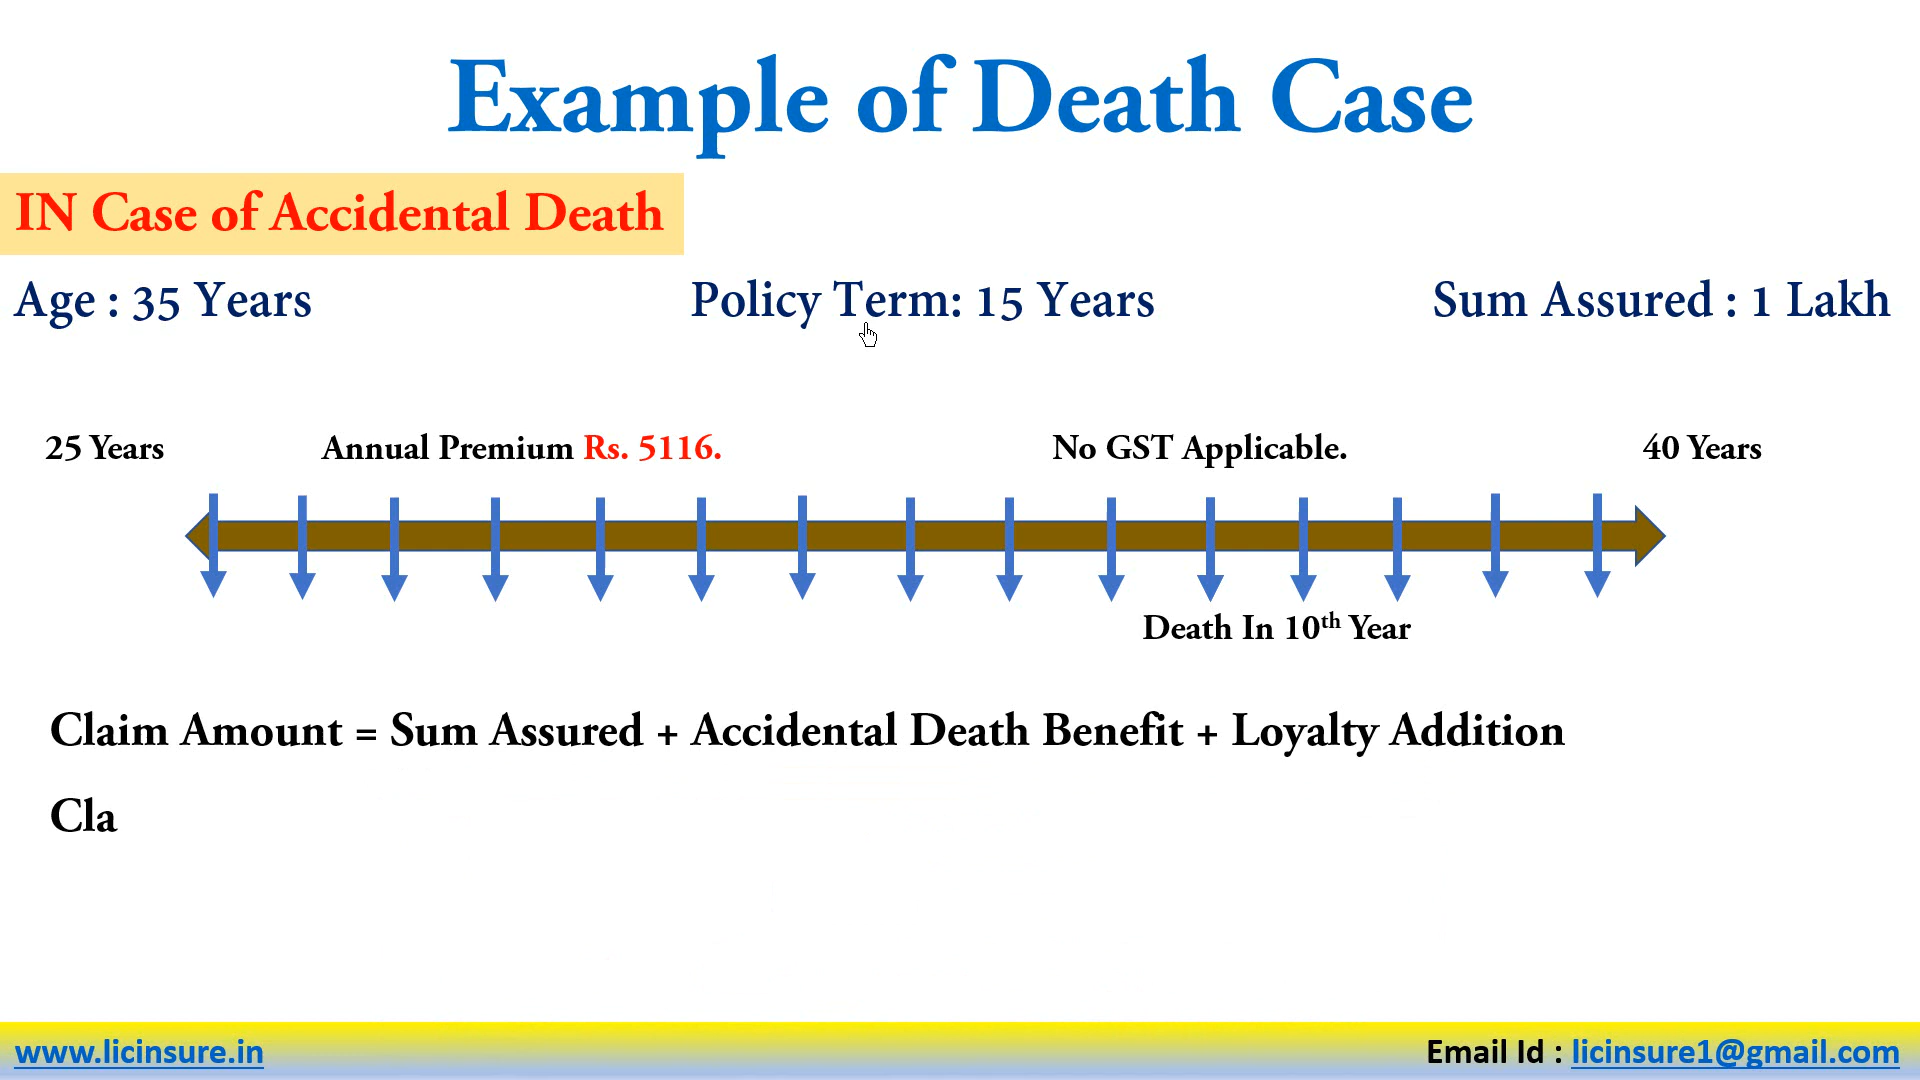 Example of Death Case
IN Case of Accidental Death
Age : 35 Years Policy Term: 15 Years Sum Assured : 1 Lakh
25 Years Annual Premium Rs. 5116. No GST Applicable. 40 Years
Death In 10th Year
Claim Amount = Sum Assured + Accidental Death Benefit + Loyalty Addition
Cla
www.licinsure.in Email Id : licinsure1@gmail.com